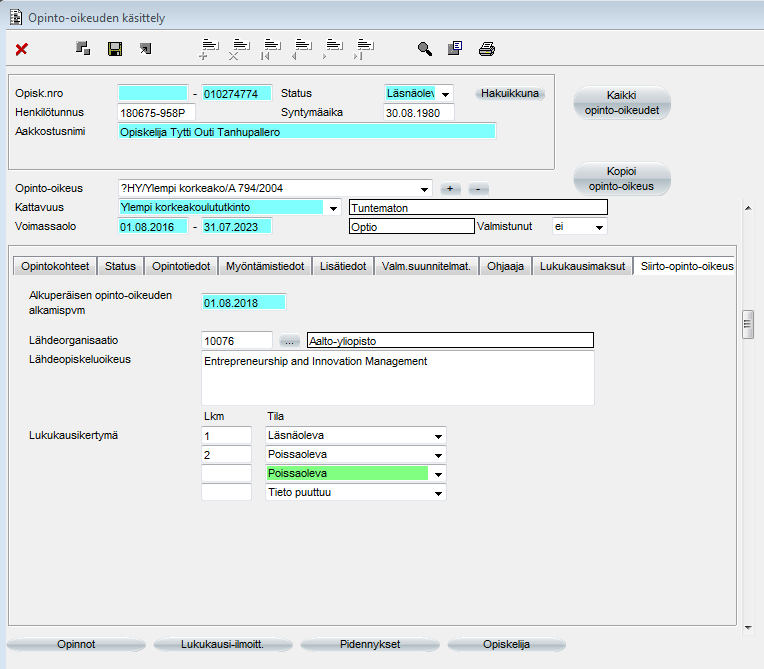 Opinto-oikeuden käsittely
Opisk.nro - 010274774 Status Läsnäolev Hakuikkuna
Kaikki
opinto-oikeudet
Henkilötunnus 180675-958P Syntymäaika 30.08.1980
Aakkostusnimi Opiskelija Tytti Outi Tanhupallero
Kopioi
opinto-oikeus
Opinto-oikeus ?HY/Ylempi korkeako/A 794/2004 + -
Kattavuus Ylempi korkeakoulututkinto Tuntematon
Voimassaolo 01.08.2016 - 31.07.2023 Optio Valmistunut ei
Opintokohteet Status Opintotiedot Myöntämistiedot Lisätiedot Valm.suunnitelmat. Ohjaaja Lukukausimaksut Siirto-opinto-oikeus
Alkuperäisen opinto-oikeuden
alkamispvm 01.08.2018
Lähdeorganisaatio 10076 ... Aalto-yliopisto
Lähdeopiskeluoikeus Entrepreneurship and Innovation Management
Lkm Tila
Lukukausikertymä 1 Läsnäoleva
2 Poissaoleva
Poissaoleva
Tieto puuttuu
Opinnot Lukukausi-ilmoitt. Pidennykset Opiskelija